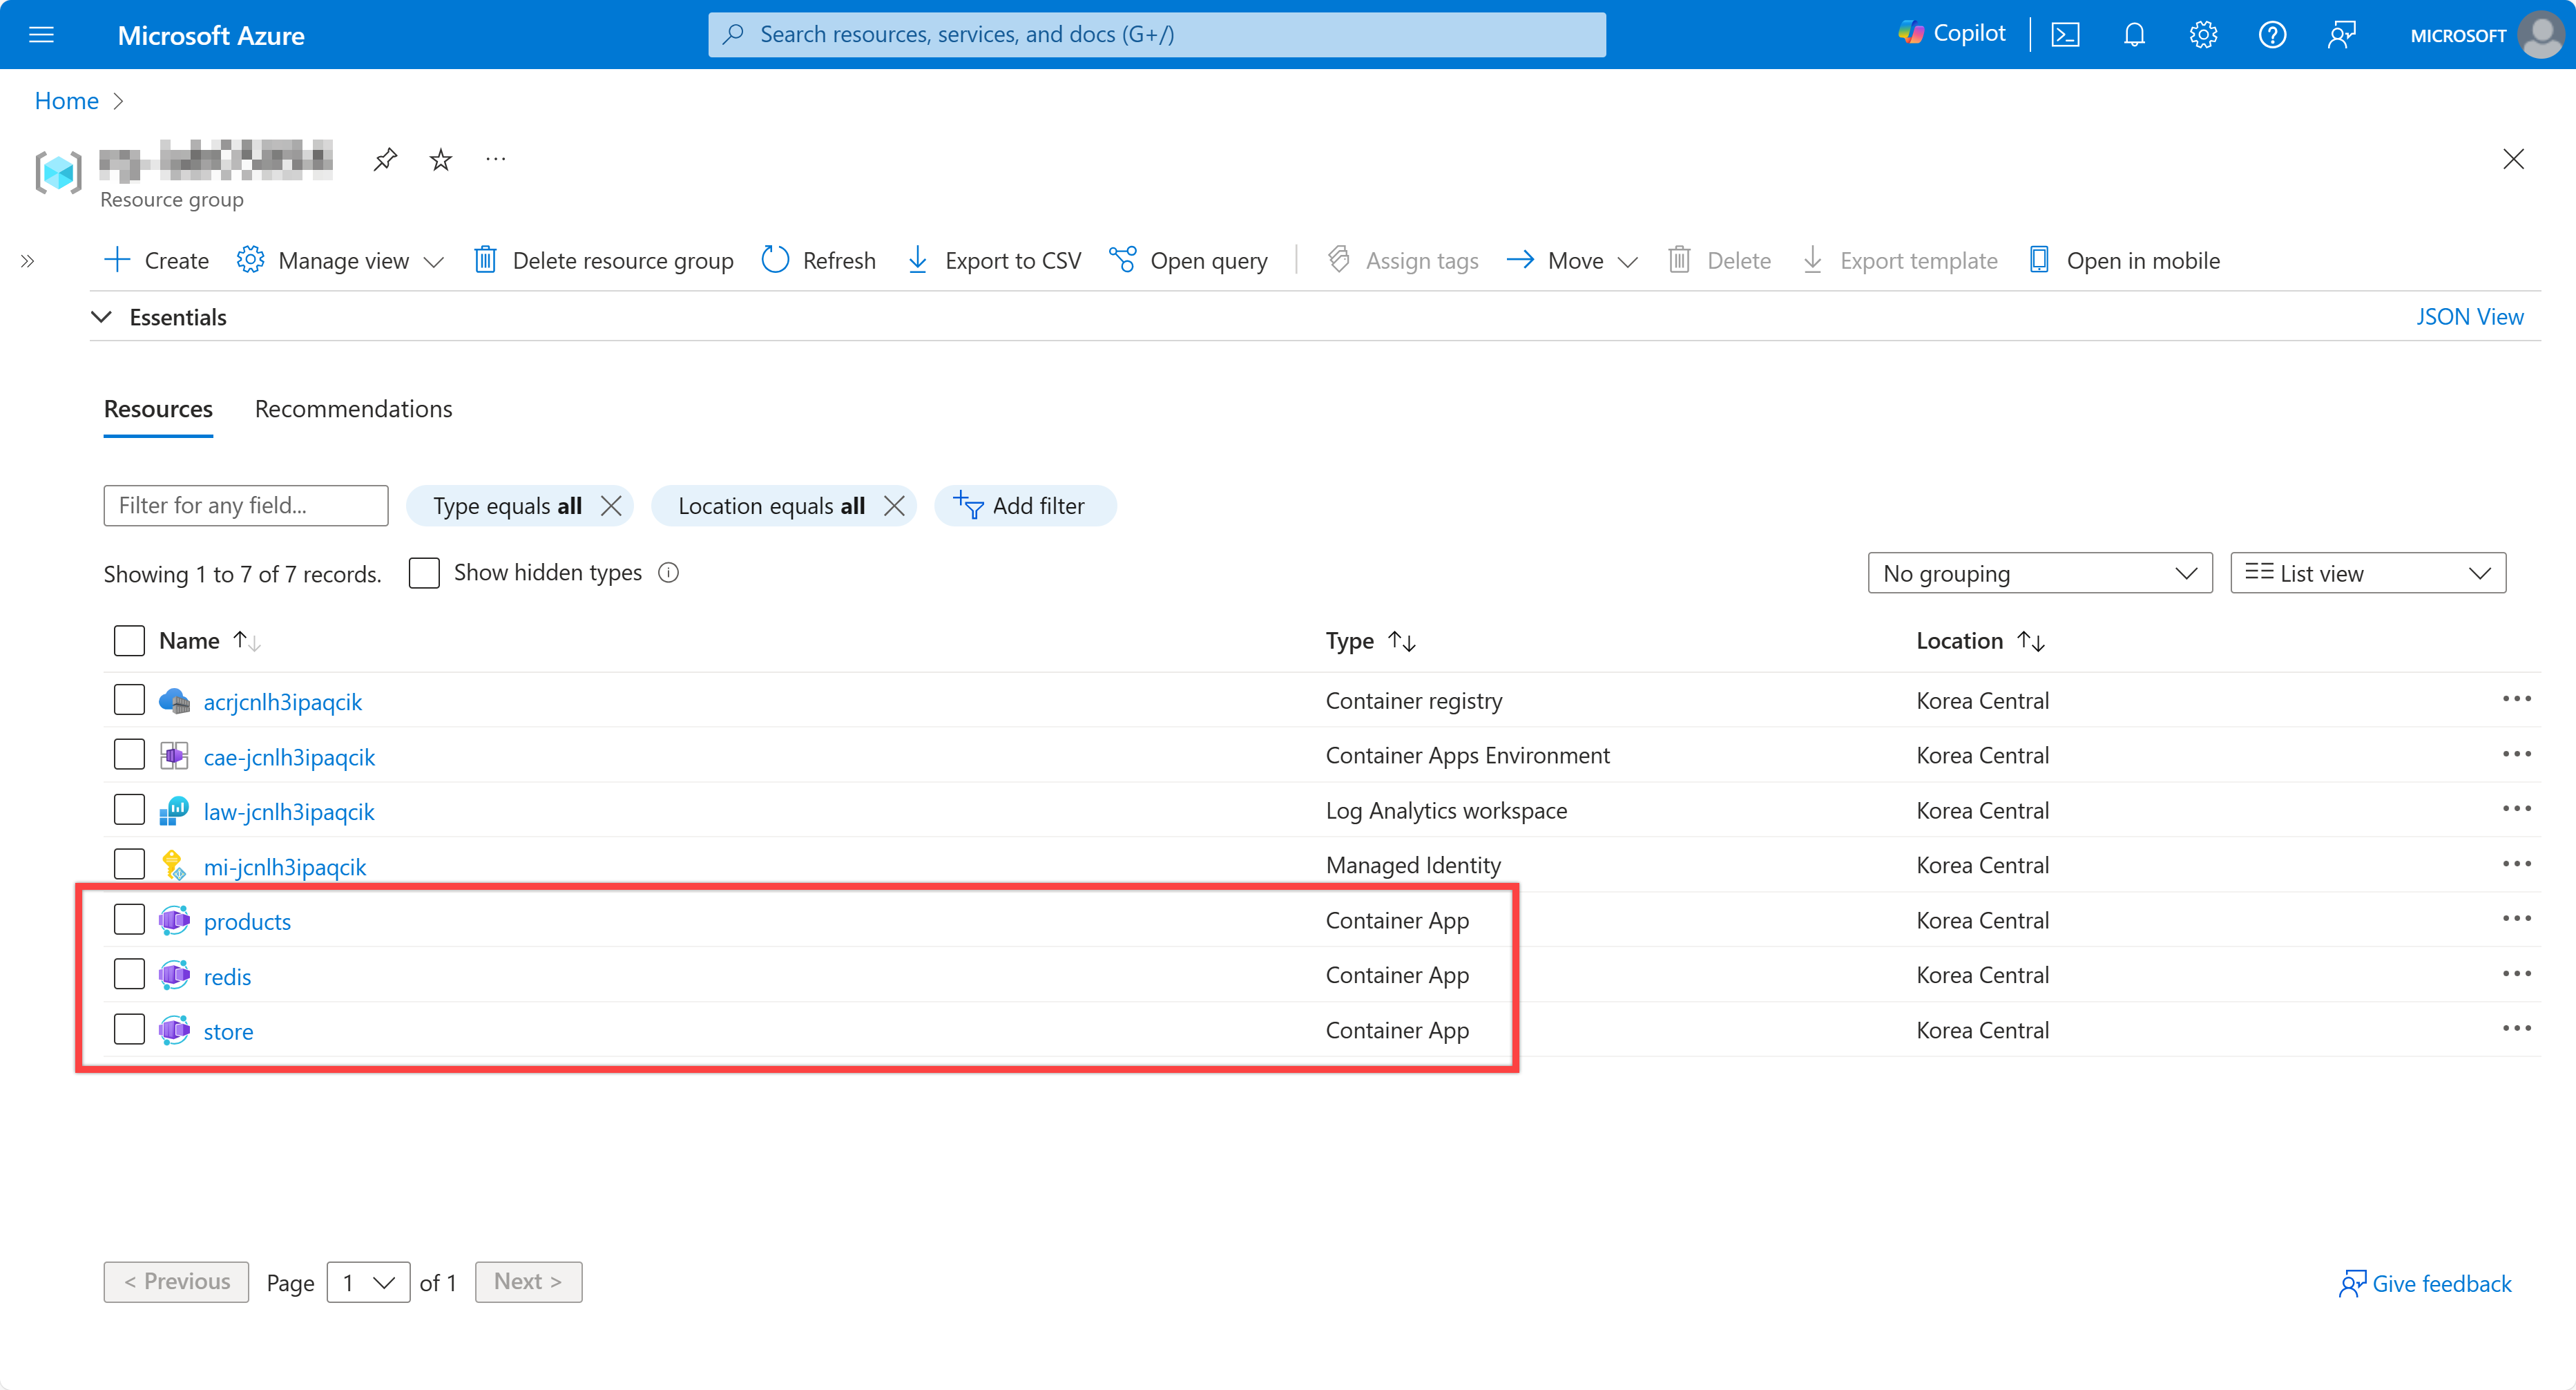 Microsoft Azure
Search resources, services, and docs (G+/)
Copilot
MICROSOFT
Home
Resource group
Create
Manage view
Delete resource group
Refresh
Export to CSV
Open query
Assign tags
Move
Delete
Export template
Open in mobile
Essentials
JSON View
Resources Recommendations
Filter for any field...
Type equals all
Location equals all
Add filter
Showing 1 to 7 of 7 records.
Show hidden types
No grouping
List view
Name Type Location
acrjcnlh3ipaqcik Container registry Korea Central
cae-jcnlh3ipaqcik Container Apps Environment Korea Central
law-jcnlh3ipaqcik Log Analytics workspace Korea Central
mi-jcnlh3ipaqcik Managed Identity Korea Central
products Container App Korea Central
redis Container App Korea Central
store Container App Korea Central
< Previous Page 1 of 1 Next >
Give feedback